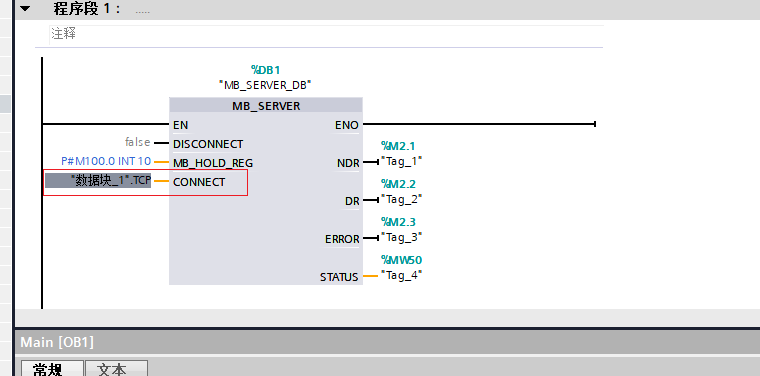 程序段 1： .....
注释
%DB1
"MB_SERVER_DB"
MB_SERVER
EN ENO
false DISCONNECT
%M2.1
P#M100.0 INT 10 MB_HOLD_REG NDR "Tag_1"
"数据块_1".TCP CONNECT
%M2.2
DR "Tag_2"
%M2.3
ERROR "Tag_3"
%MW50
STATUS "Tag_4"
Main [OB1]
常规 文本